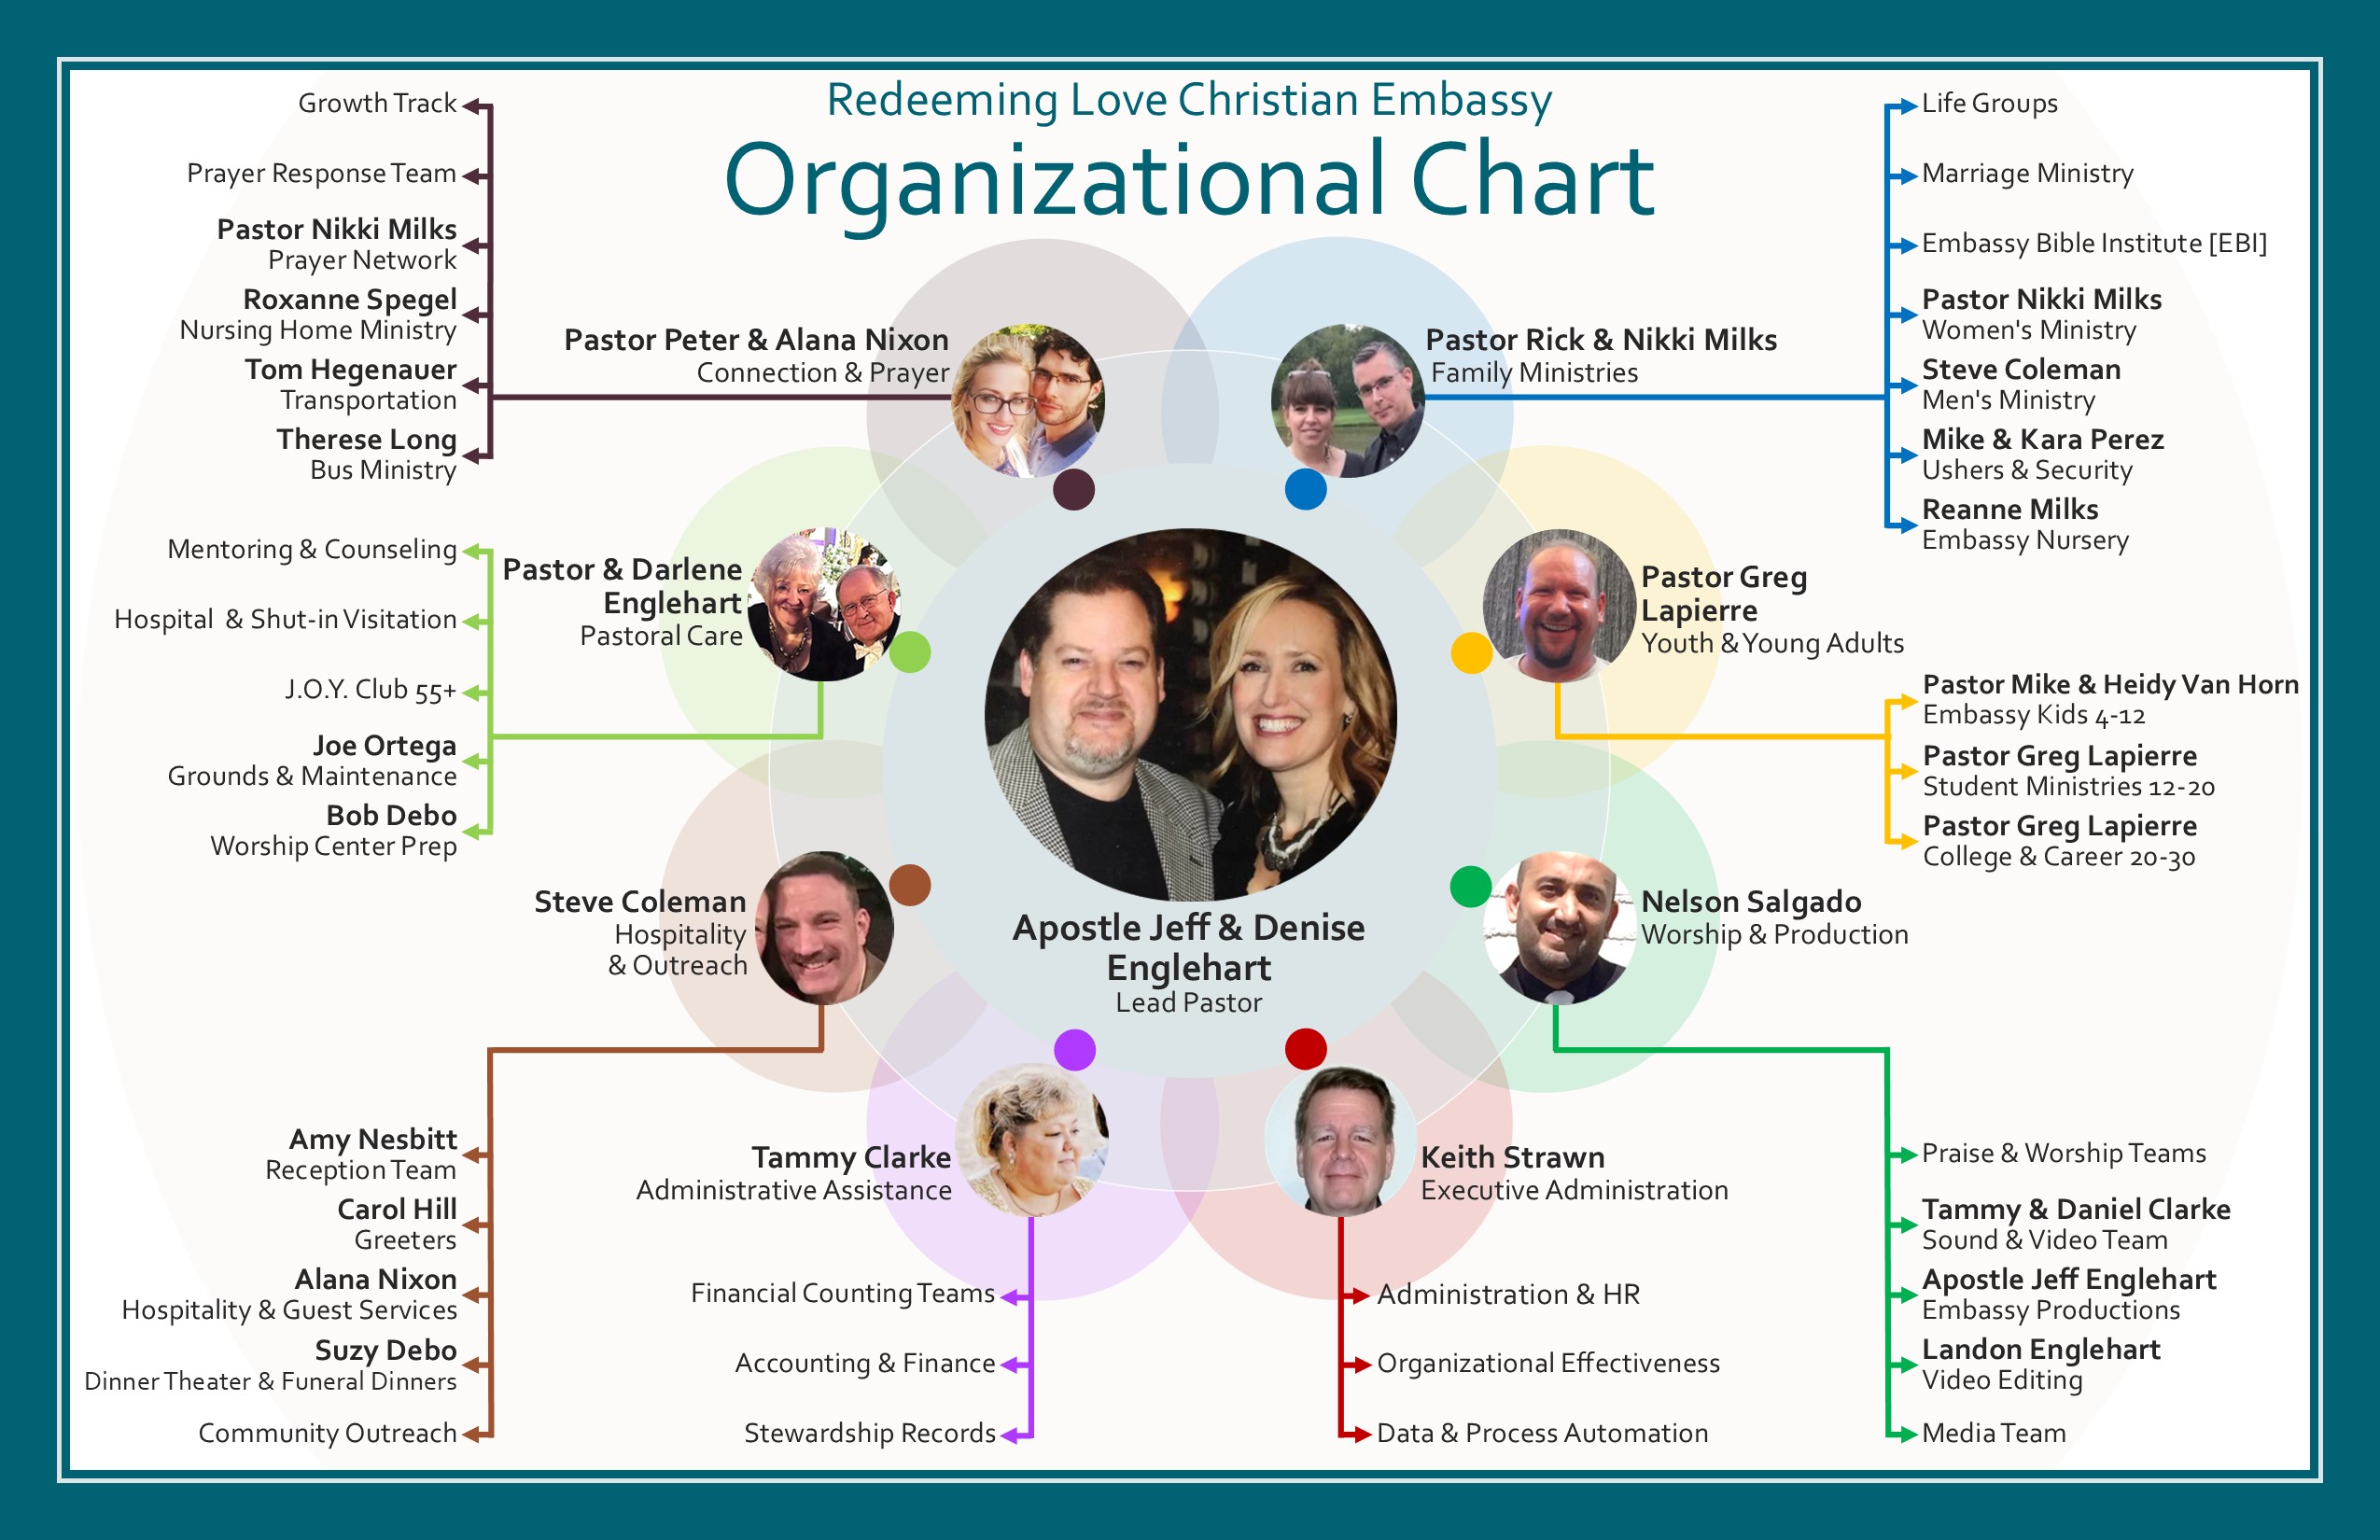 Redeeming Love Christian Embassy
Organizational Chart
Growth Track
Prayer Response Team
Pastor Nikki Milks
Prayer Network
Roxanne Spegel
Nursing Home Ministry
Tom Hegenauer
Transportation
Therese Long
Bus Ministry
Pastor Peter & Alana Nixon
Connection & Prayer
Pastor Rick & Nikki Milks
Family Ministries
Life Groups
Marriage Ministry
Embassy Bible Institute [EBI]
Pastor Nikki Milks
Women's Ministry
Steve Coleman
Men's Ministry
Mike & Kara Perez
Ushers & Security
Reanne Milks
Embassy Nursery
Mentoring & Counseling
Hospital & Shut-in Visitation
J.O.Y. Club 55+
Joe Ortega
Grounds & Maintenance
Bob Debo
Worship Center Prep
Pastor & Darlene
Englehart
Pastoral Care
Pastor Greg
Lapierre
Youth & Young Adults
Pastor Mike & Heidy Van Horn
Embassy Kids 4-12
Pastor Greg Lapierre
Student Ministries 12-20
Pastor Greg Lapierre
College & Career 20-30
Apostle Jeff & Denise
Englehart
Lead Pastor
Steve Coleman
Hospitality
& Outreach
Amy Nesbitt
Reception Team
Carol Hill
Greeters
Alana Nixon
Hospitality & Guest Services
Suzy Debo
Dinner Theater & Funeral Dinners
Community Outreach
Tammy Clarke
Administrative Assistance
Financial Counting Teams
Accounting & Finance
Stewardship Records
Keith Strawn
Executive Administration
Administration & HR
Organizational Effectiveness
Data & Process Automation
Nelson Salgado
Worship & Production
Praise & Worship Teams
Tammy & Daniel Clarke
Sound & Video Team
Apostle Jeff Englehart
Embassy Productions
Landon Englehart
Video Editing
Media Team